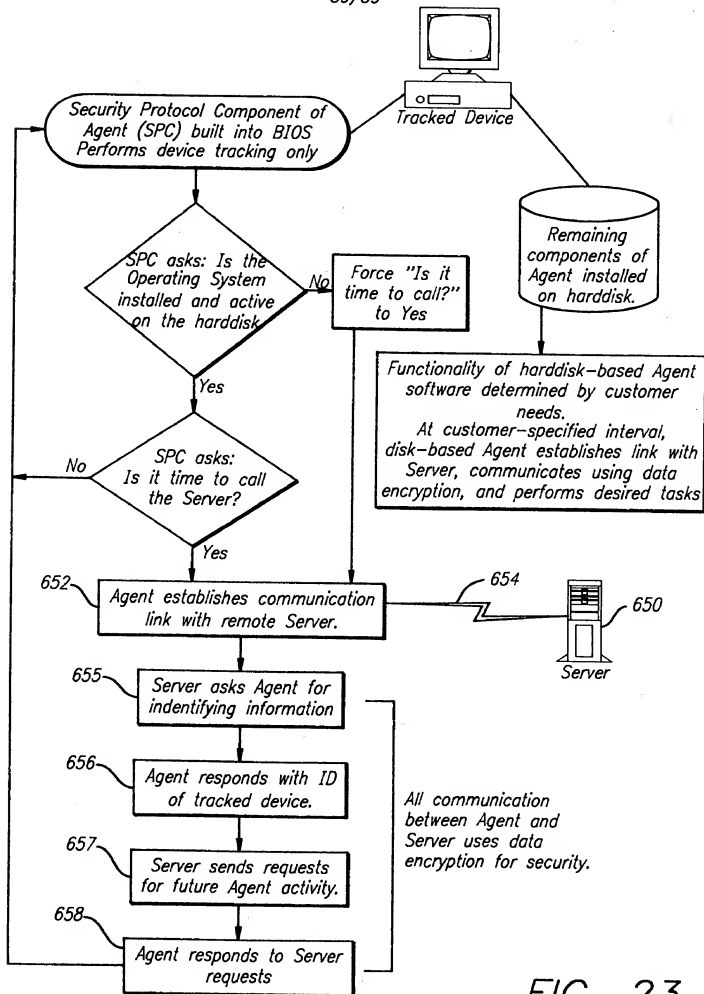 Tracked Device
Security Protocol Component of
Agent (SPC) built into BIOS
Performs device tracking only
SPC asks: Is the
Operating System
installed and active
on the harddisk
No
Force "Is it
time to call?"
to Yes
Remaining
components of
Agent installed
on harddisk.
Functionality of harddisk-based Agent
software determined by customer
needs.
At customer-specified interval,
disk-based Agent establishes link with
Server, communicates using data
encryption, and performs desired tasks
Yes
No
SPC asks:
Is it time to call
the Server?
Yes
652
Agent establishes communication
link with remote Server.
654
650
Server
655
Server asks Agent for
indentifying information
656
Agent responds with ID
of tracked device.
657
Server sends requests
for future Agent activity.
658
Agent responds to Server
requests
All communication
between Agent and
Server uses data
encryption for security.